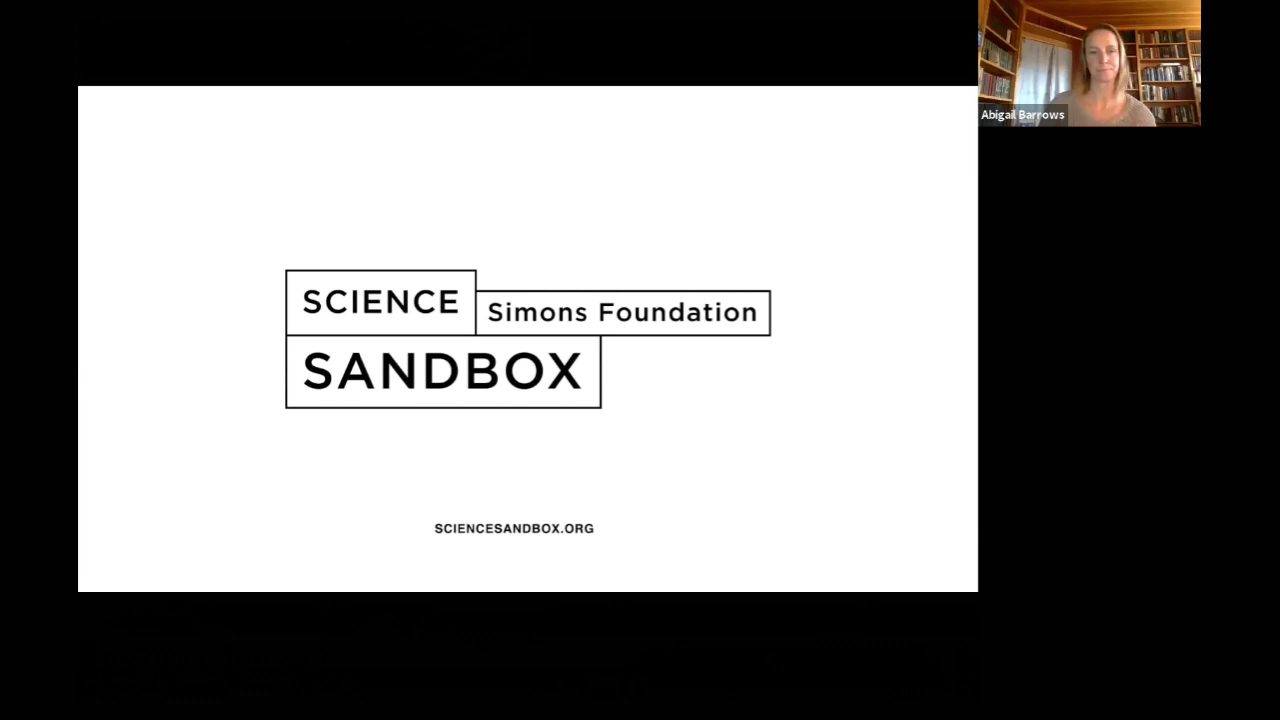 SCIENCE
Simons Foundation
SANDBOX
SCIENCESANDBOX.ORG
Abigail Barrows